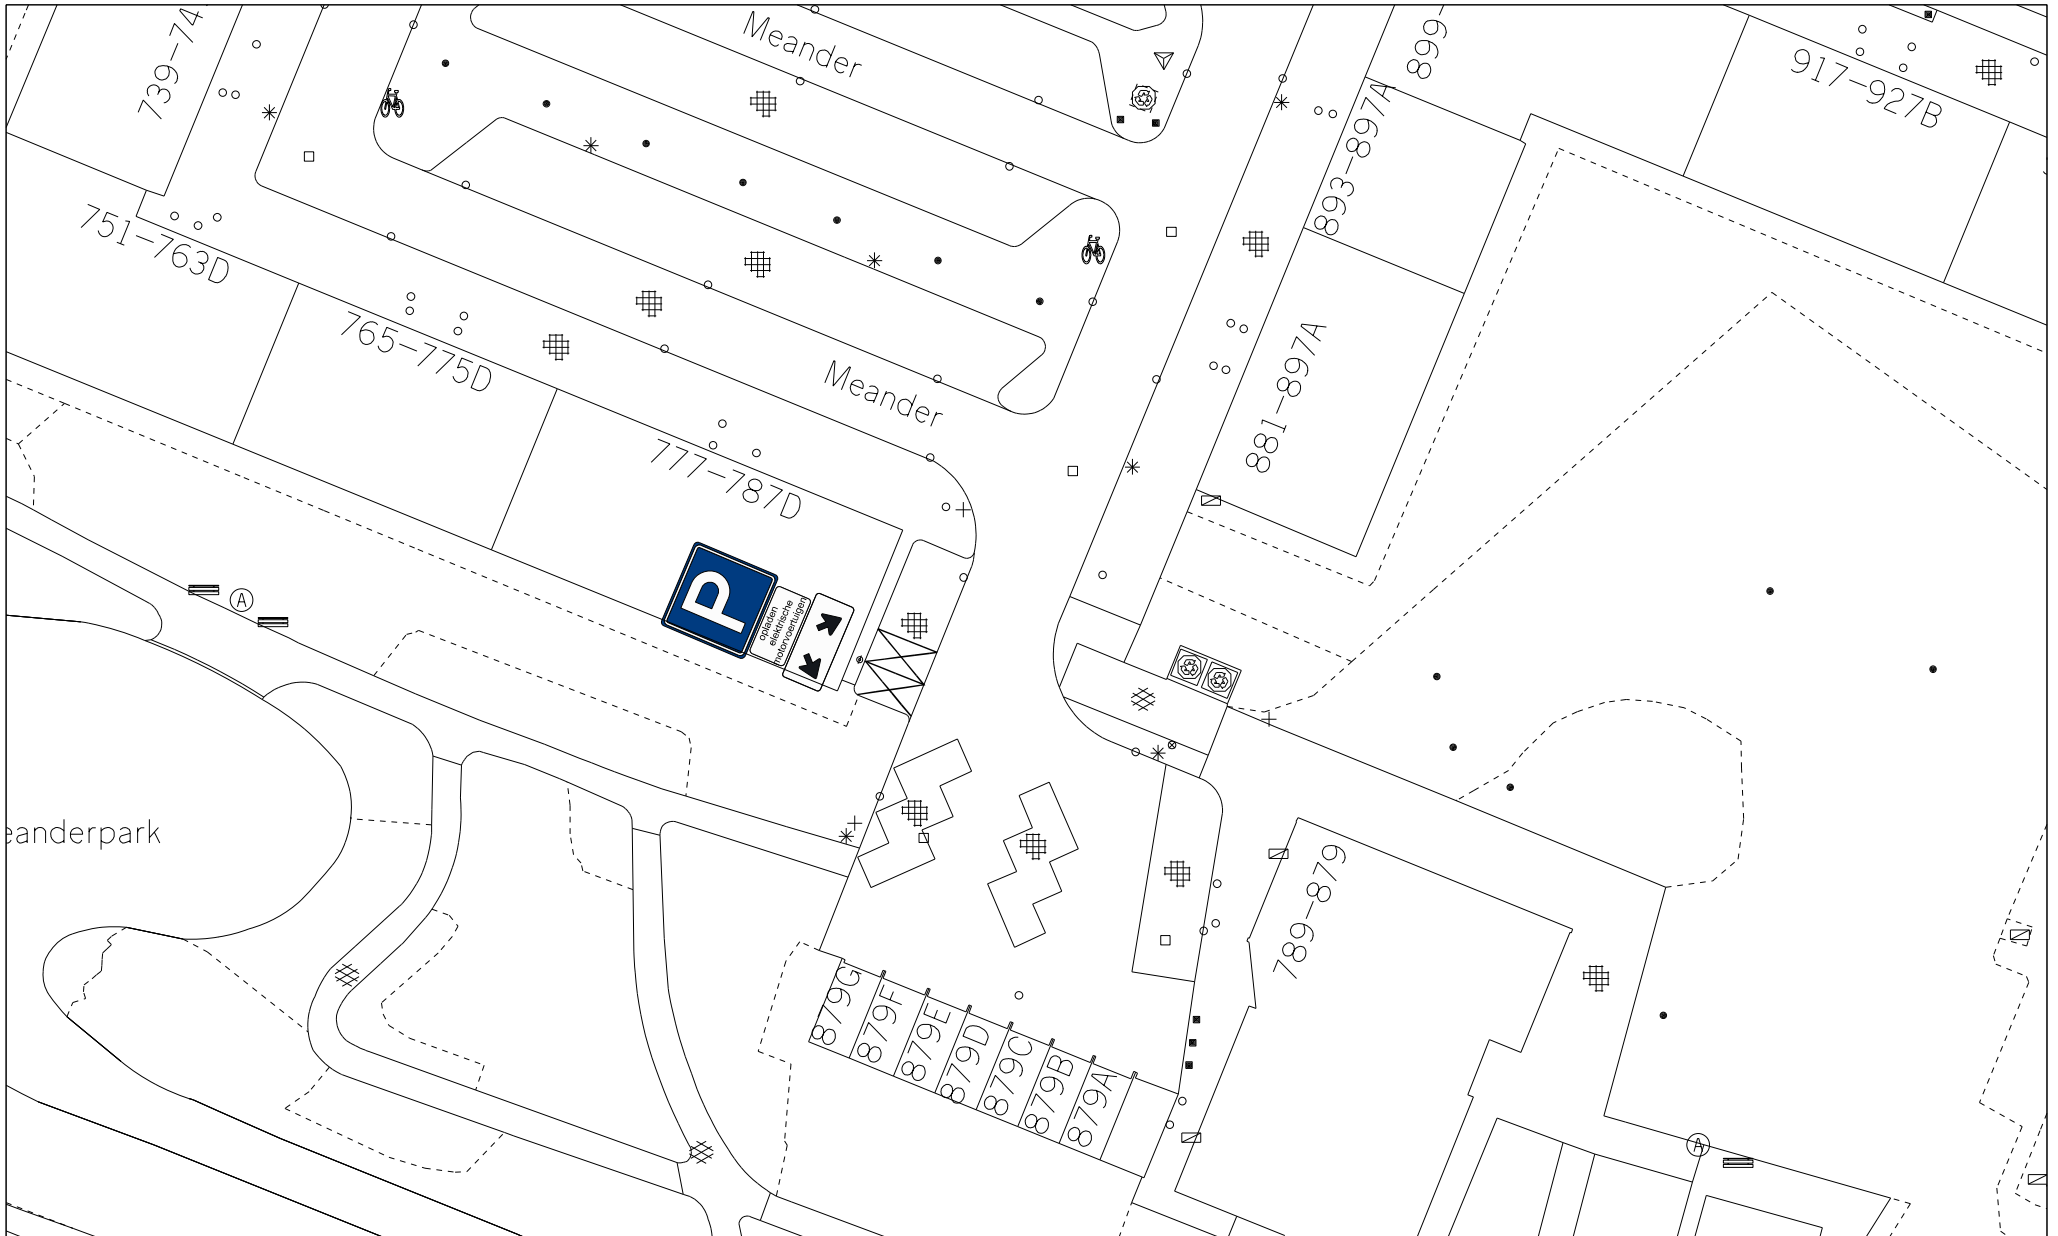 Meander
899-
917-927B
739-74
893-897A
751-763D
765-775D
881-897A
Meander
777-787D
P
opladen
elektrische
motorvoertuigen
A
eanderpark
789-879
879G
879F
879E
879D
879C
879B
879A
A